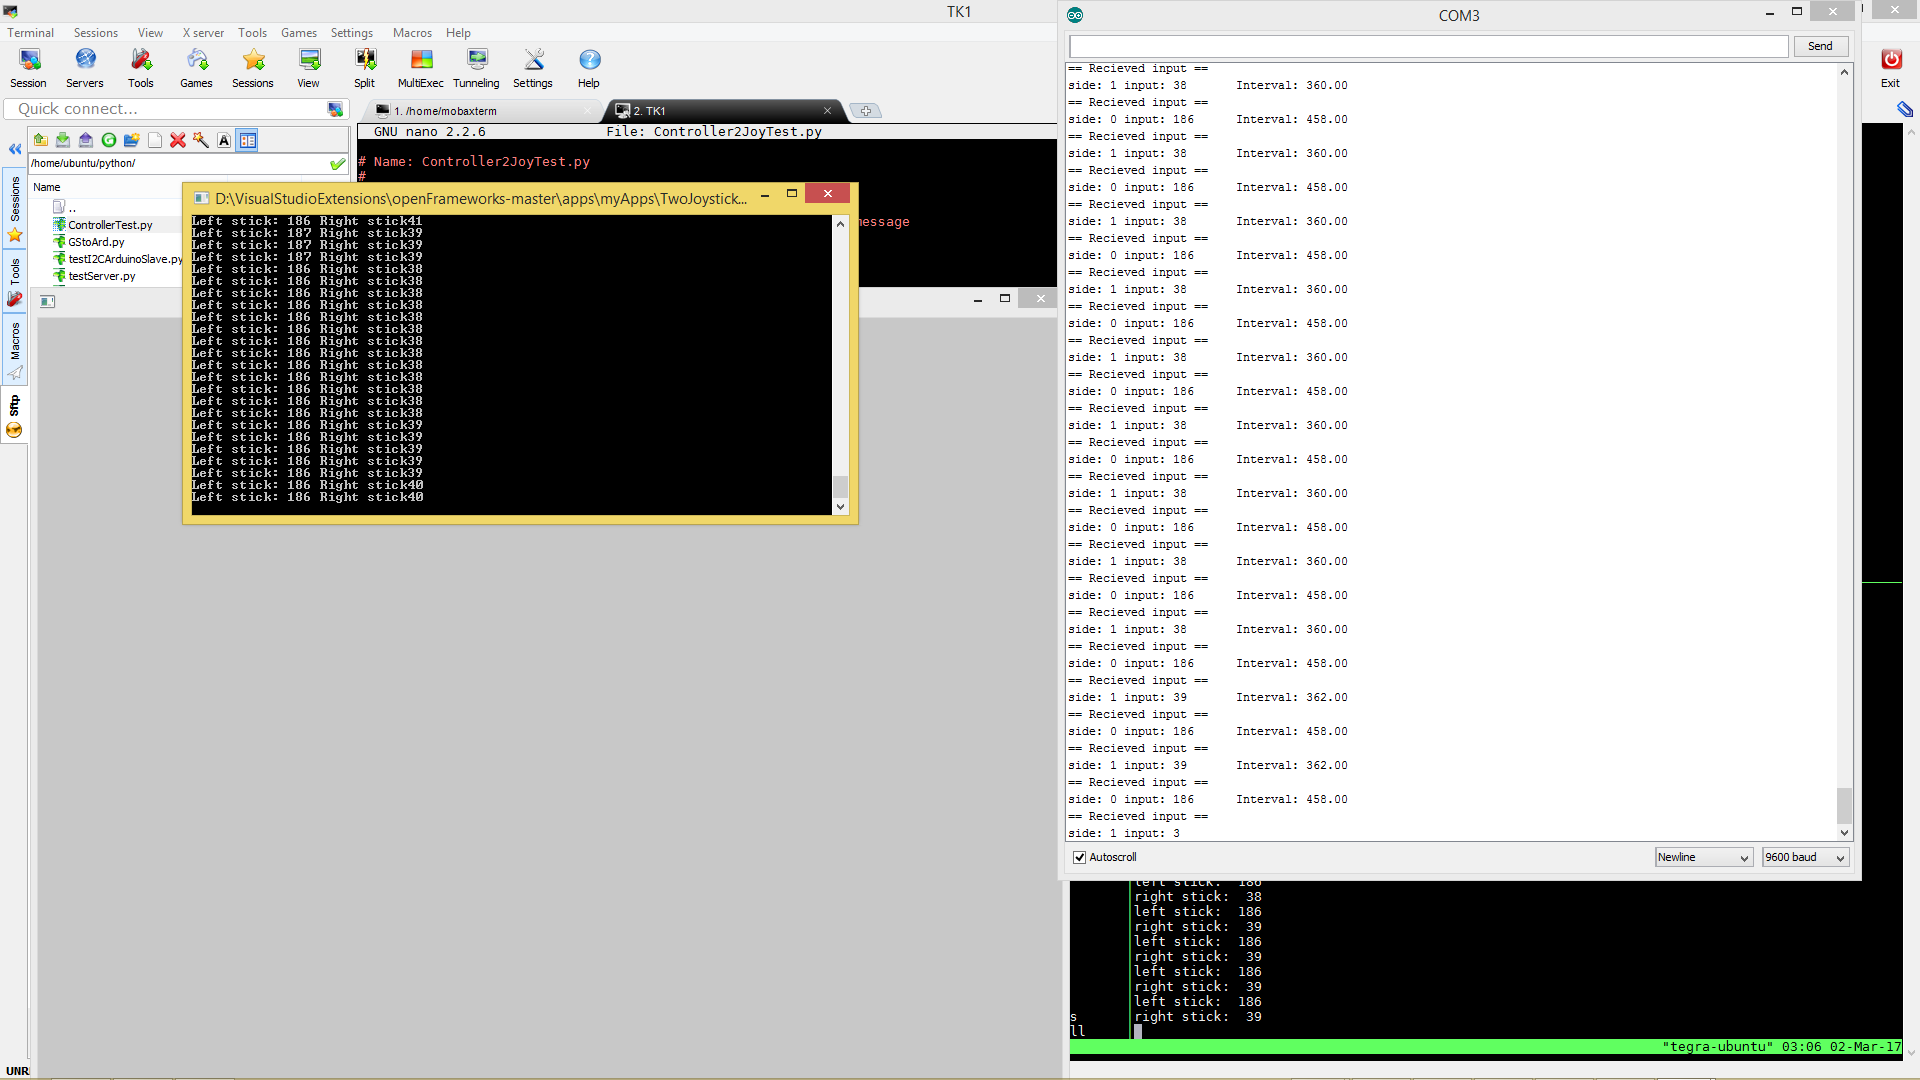 TK1
Terminal Sessions View X server Tools Games Settings Macros Help
Session Servers Tools Games Sessions View Split MultiExec Tunneling Settings Help
Quick connect...
1. /home/mobaxterm
2. TK1
/home/ubuntu/python/
Name
..
ControllerTest.py
GStoArd.py
testI2CArduinoSlave.py
testServer.py
Sessions
Tools
Macros
Sftp
UNR
GNU nano 2.2.6 File: Controller2JoyTest.py
# Name: Controller2JoyTest.py
#
message
D:\VisualStudioExtensions\openFrameworks-master\apps\myApps\TwoJoystick...
Left stick: 186 Right stick41
Left stick: 187 Right stick39
Left stick: 187 Right stick39
Left stick: 187 Right stick39
Left stick: 186 Right stick38
Left stick: 186 Right stick38
Left stick: 186 Right stick38
Left stick: 186 Right stick38
Left stick: 186 Right stick38
Left stick: 186 Right stick38
Left stick: 186 Right stick38
Left stick: 186 Right stick38
Left stick: 186 Right stick38
Left stick: 186 Right stick38
Left stick: 186 Right stick38
Left stick: 186 Right stick38
Left stick: 186 Right stick38
Left stick: 186 Right stick39
Left stick: 186 Right stick39
Left stick: 186 Right stick39
Left stick: 186 Right stick39
Left stick: 186 Right stick39
Left stick: 186 Right stick40
Left stick: 186 Right stick40
COM3
Send
Exit
== Recieved input ==
side: 1 input: 38 Interval: 360.00
== Recieved input ==
side: 0 input: 186 Interval: 458.00
== Recieved input ==
side: 1 input: 38 Interval: 360.00
== Recieved input ==
side: 0 input: 186 Interval: 458.00
== Recieved input ==
side: 1 input: 38 Interval: 360.00
== Recieved input ==
side: 0 input: 186 Interval: 458.00
== Recieved input ==
side: 1 input: 38 Interval: 360.00
== Recieved input ==
side: 0 input: 186 Interval: 458.00
== Recieved input ==
side: 1 input: 38 Interval: 360.00
== Recieved input ==
side: 0 input: 186 Interval: 458.00
== Recieved input ==
side: 1 input: 38 Interval: 360.00
== Recieved input ==
side: 0 input: 186 Interval: 458.00
== Recieved input ==
side: 1 input: 38 Interval: 360.00
== Recieved input ==
side: 0 input: 186 Interval: 458.00
== Recieved input ==
side: 1 input: 38 Interval: 360.00
== Recieved input ==
side: 0 input: 186 Interval: 458.00
== Recieved input ==
side: 1 input: 38 Interval: 360.00
== Recieved input ==
side: 0 input: 186 Interval: 458.00
== Recieved input ==
side: 1 input: 39 Interval: 362.00
== Recieved input ==
side: 0 input: 186 Interval: 458.00
== Recieved input ==
side: 1 input: 39 Interval: 362.00
== Recieved input ==
side: 0 input: 186 Interval: 458.00
== Recieved input ==
side: 1 input: 3
Autoscroll
Newline
9600 baud
left stick: 186
right stick: 38
left stick: 186
right stick: 39
left stick: 186
right stick: 39
left stick: 186
right stick: 39
left stick: 186
s right stick: 39
ll
"tegra-ubuntu" 03:06 02-Mar-17